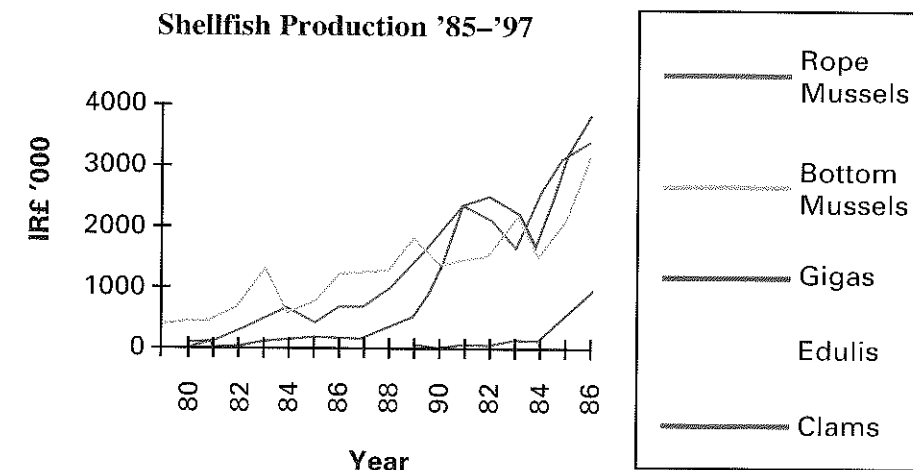 Shellfish Production '85–'97
4000
3000
2000
1000
0
IR£ '000
80
82
84
86
88
90
82
84
86
Year
Rope
Mussels
Bottom
Mussels
Gigas
Edulis
Clams